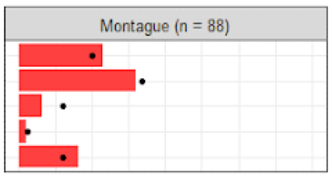 Montague (n = 88)